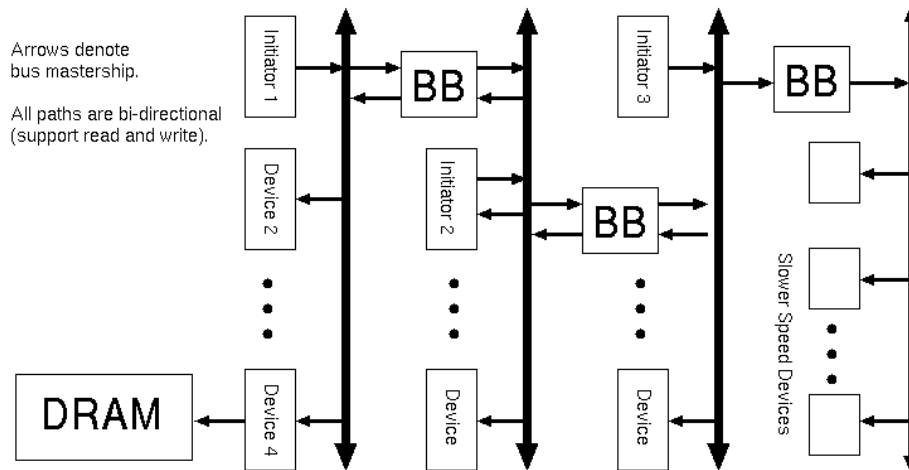 Arrows denote
bus mastership.
All paths are bi-directional
(support read and write).
Initiator 1
BB
Initiator 3
BB
Device 2
Initiator 2
BB
Slower Speed Devices
DRAM
Device 4
Device
Device